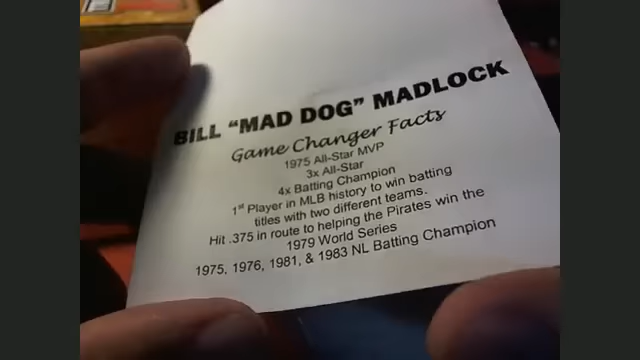 BILL “MAD DOG” MADLOCK
Game Changer Facts
1975 All-Star MVP
3x All-Star
4x Batting Champion
1st Player in MLB history to win batting
titles with two different teams.
Hit .375 in route to helping the Pirates win the
1979 World Series
1975, 1976, 1981, & 1983 NL Batting Champion